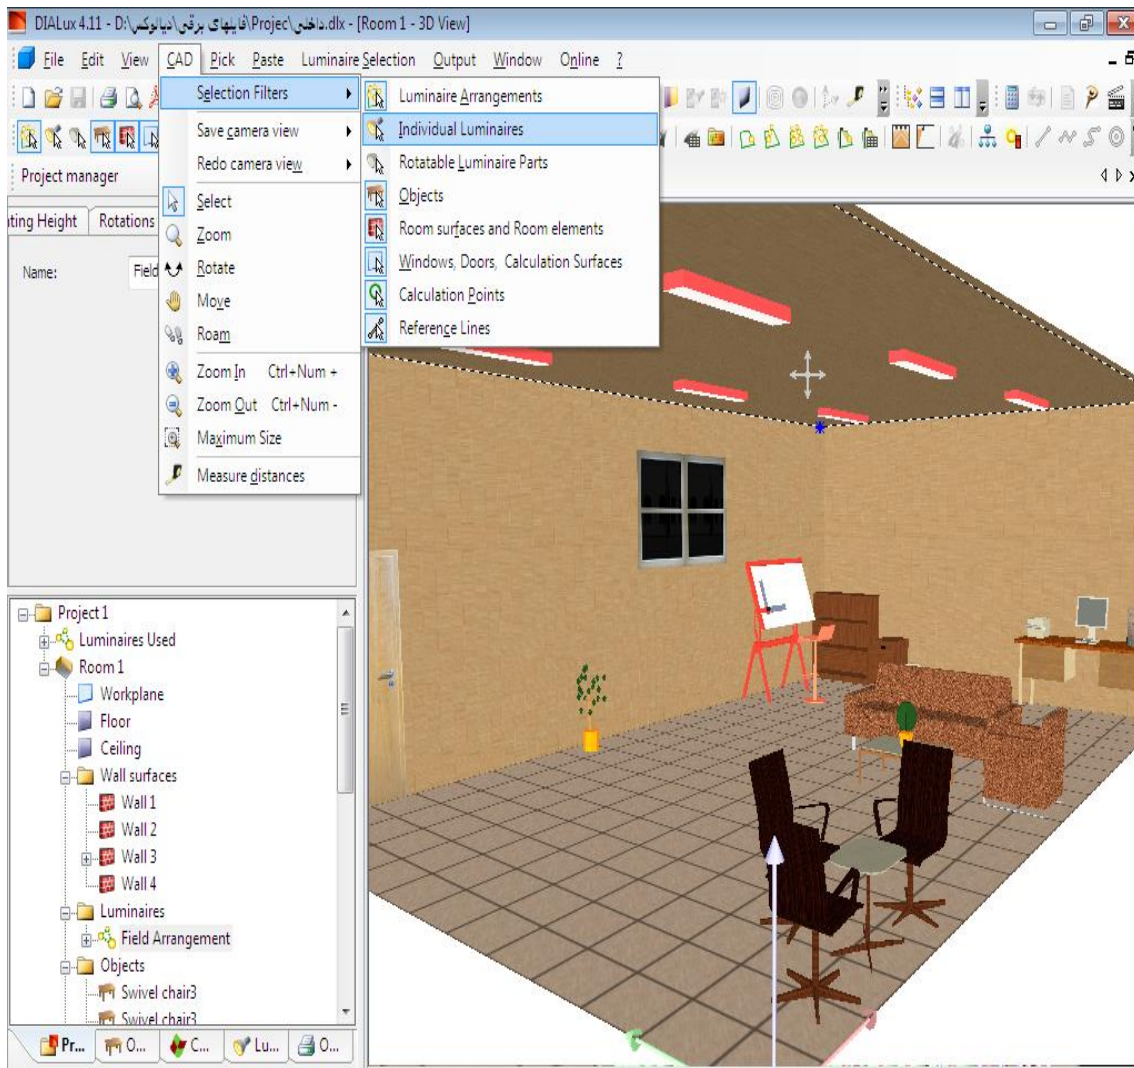 DIALux 4.11 - D:\فایلهای برقی\دیالوکس\Projec\داخلی.dlx - [Room 1 - 3D View]
File Edit View CAD Pick Paste Luminaire Selection Output Window Online ?
Selection Filters
Save camera view
Redo camera view
Select
Zoom
Rotate
Move
Roam
Zoom In Ctrl+Num +
Zoom Out Ctrl+Num -
Maximum Size
Measure distances
Luminaire Arrangements
Individual Luminaires
Rotatable Luminaire Parts
Objects
Room surfaces and Room elements
Windows, Doors, Calculation Surfaces
Calculation Points
Reference Lines
Project manager
Height Rotations
Name: Field
Project 1
Luminaires Used
Room 1
Workplane
Floor
Ceiling
Wall surfaces
Wall 1
Wall 2
Wall 3
Wall 4
Luminaires
Field Arrangement
Objects
Swivel chair3
Swivel chair3
Pr... O... C... Lu... O...